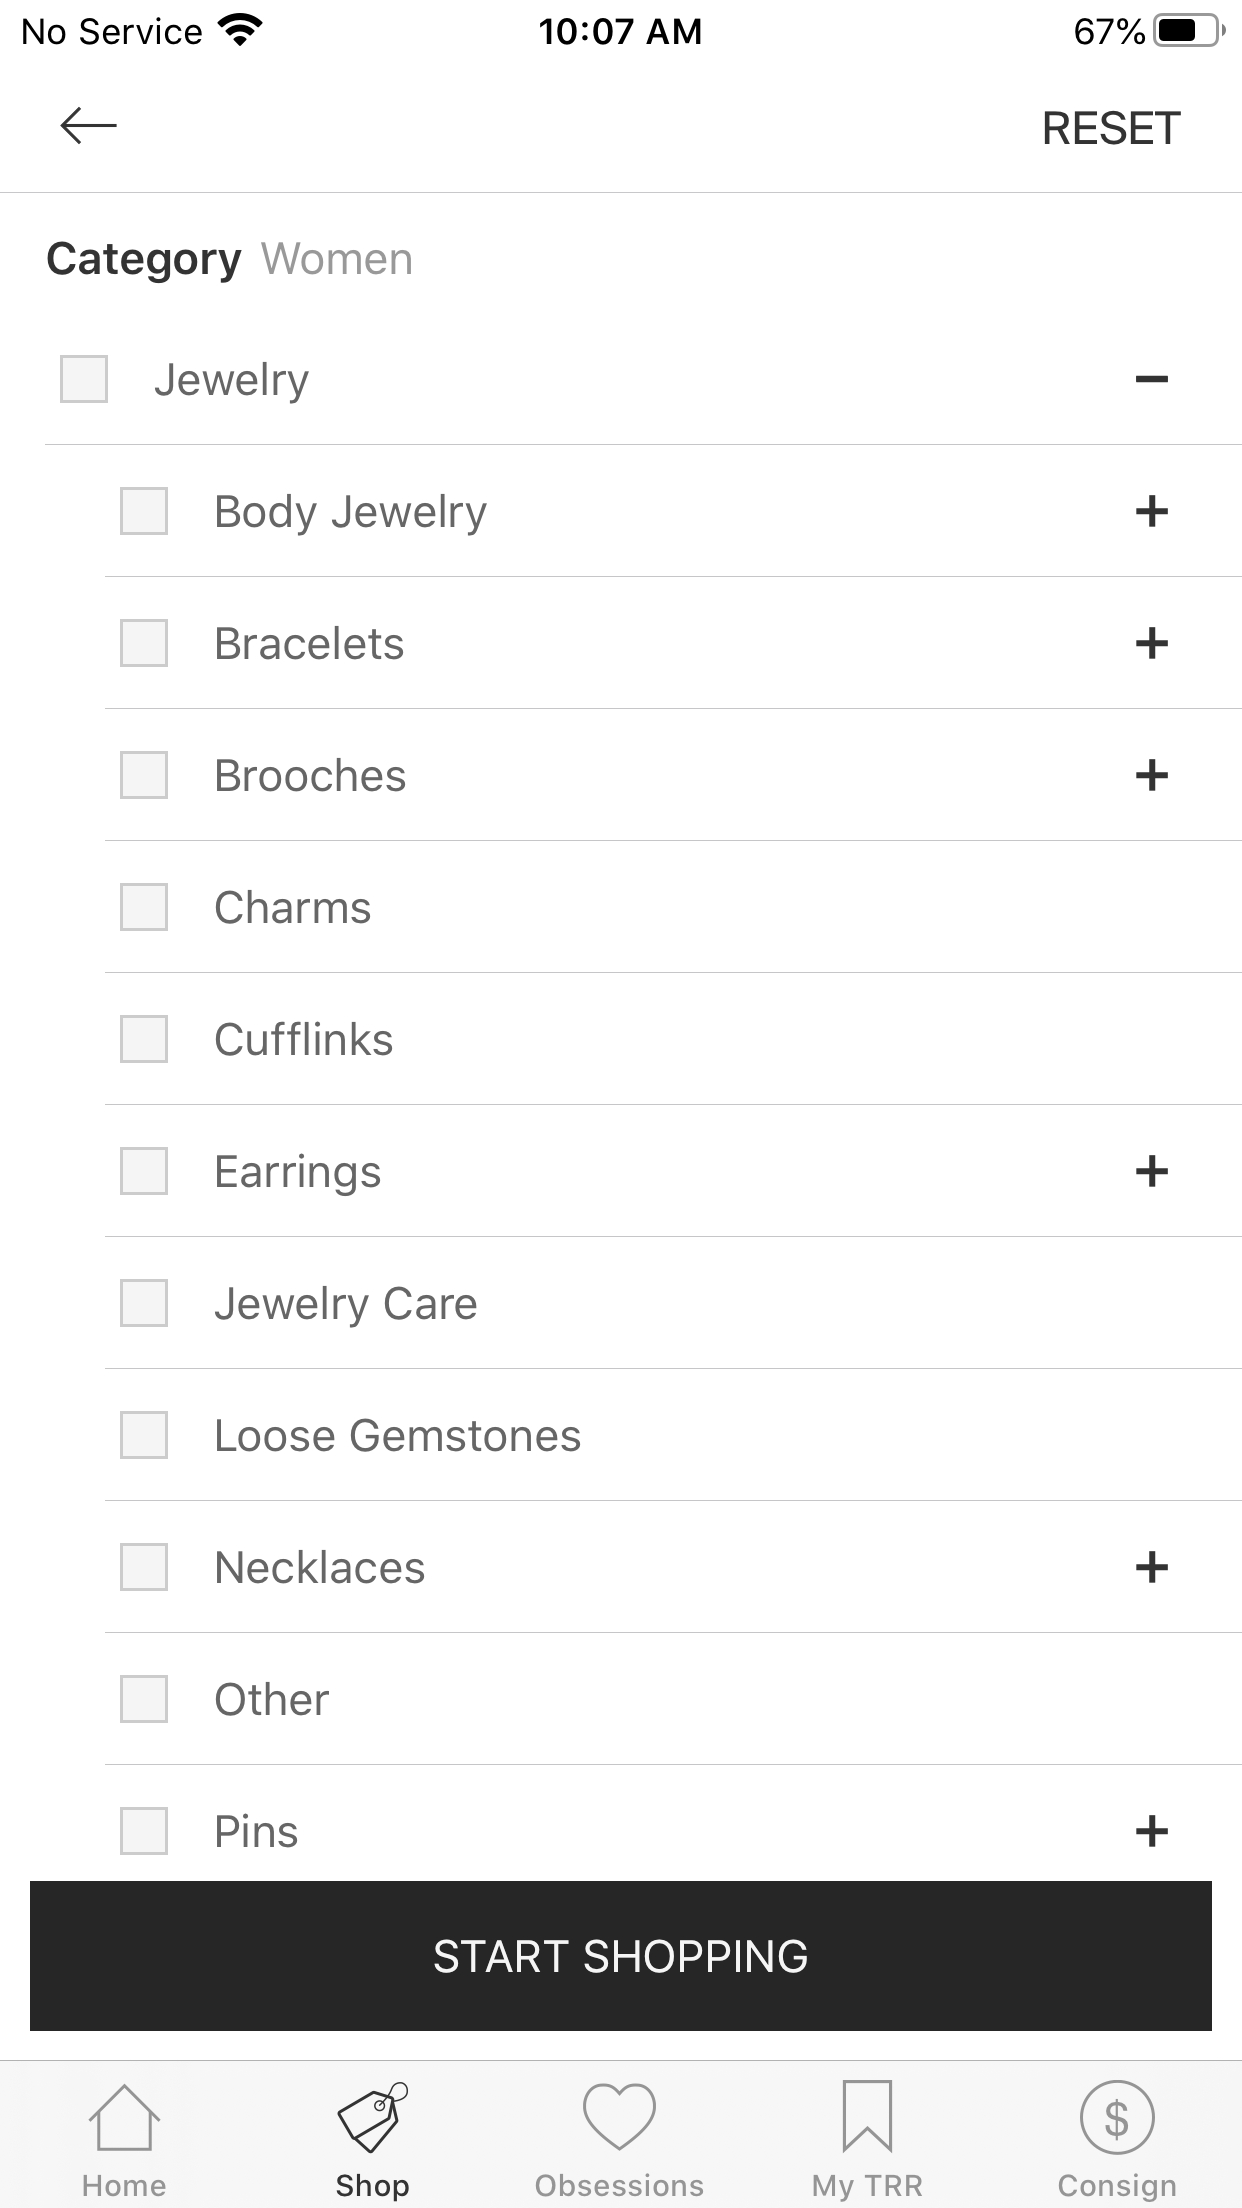 No Service 10:07 AM 67%
RESET
Category Women
Jewelry
Body Jewelry
Bracelets
Brooches
Charms
Cufflinks
Earrings
Jewelry Care
Loose Gemstones
Necklaces
Other
Pins
START SHOPPING
$
Home Shop Obsessions My TRR Consign